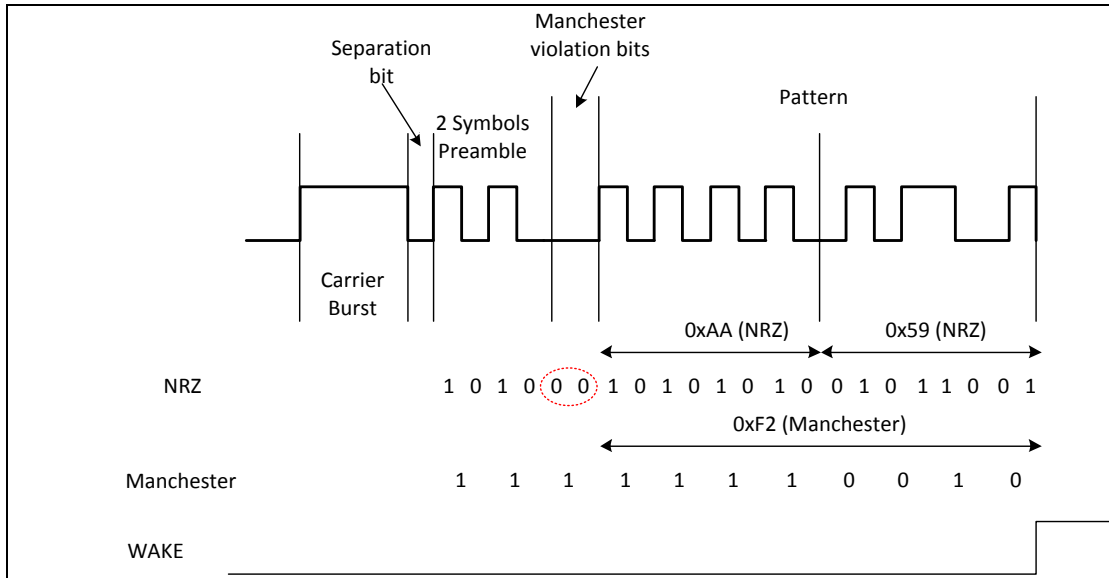 Manchester
violation bits
Separation
bit
2 Symbols
Preamble
Pattern
Carrier
Burst
0xAA (NRZ)
0x59 (NRZ)
NRZ
1 0 1 0 0 0 1 0 1 0 1 0 1 0 0 1 0 1 1 0 0 1
0xF2 (Manchester)
Manchester
1 1 1 1 1 1 1 0 0 1 0
WAKE